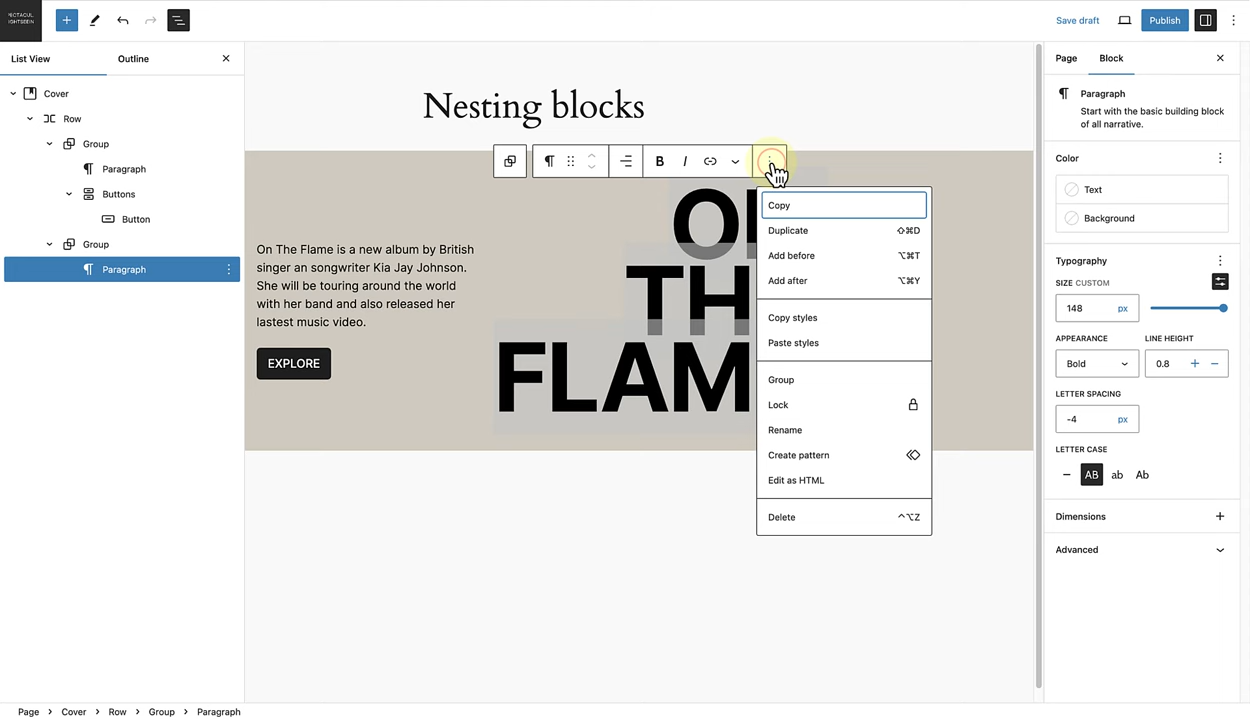 Save draft
Publish
List View
Outline
Page
Block
Cover
Row
Group
Paragraph
Buttons
Button
Group
Paragraph
Nesting blocks
B I
On The Flame is a new album by British
singer an songwriter Kia Jay Johnson.
She will be touring around the world
with her band and also released her
lastest music video.
EXPLORE
TH
FLAM
Copy
Duplicate ⇧⌘D
Add before ⌥⌘T
Add after ⌥⌘Y
Copy styles
Paste styles
Group
Lock
Rename
Create pattern
Edit as HTML
Delete ^⌥Z
Paragraph
Start with the basic building block
of all narrative.
Color
Text
Background
Typography
SIZE CUSTOM
148 px
APPEARANCE
LINE HEIGHT
Bold
0.8 + −
LETTER SPACING
-4 px
LETTER CASE
– AB ab Ab
Dimensions +
Advanced
Page > Cover > Row > Group > Paragraph